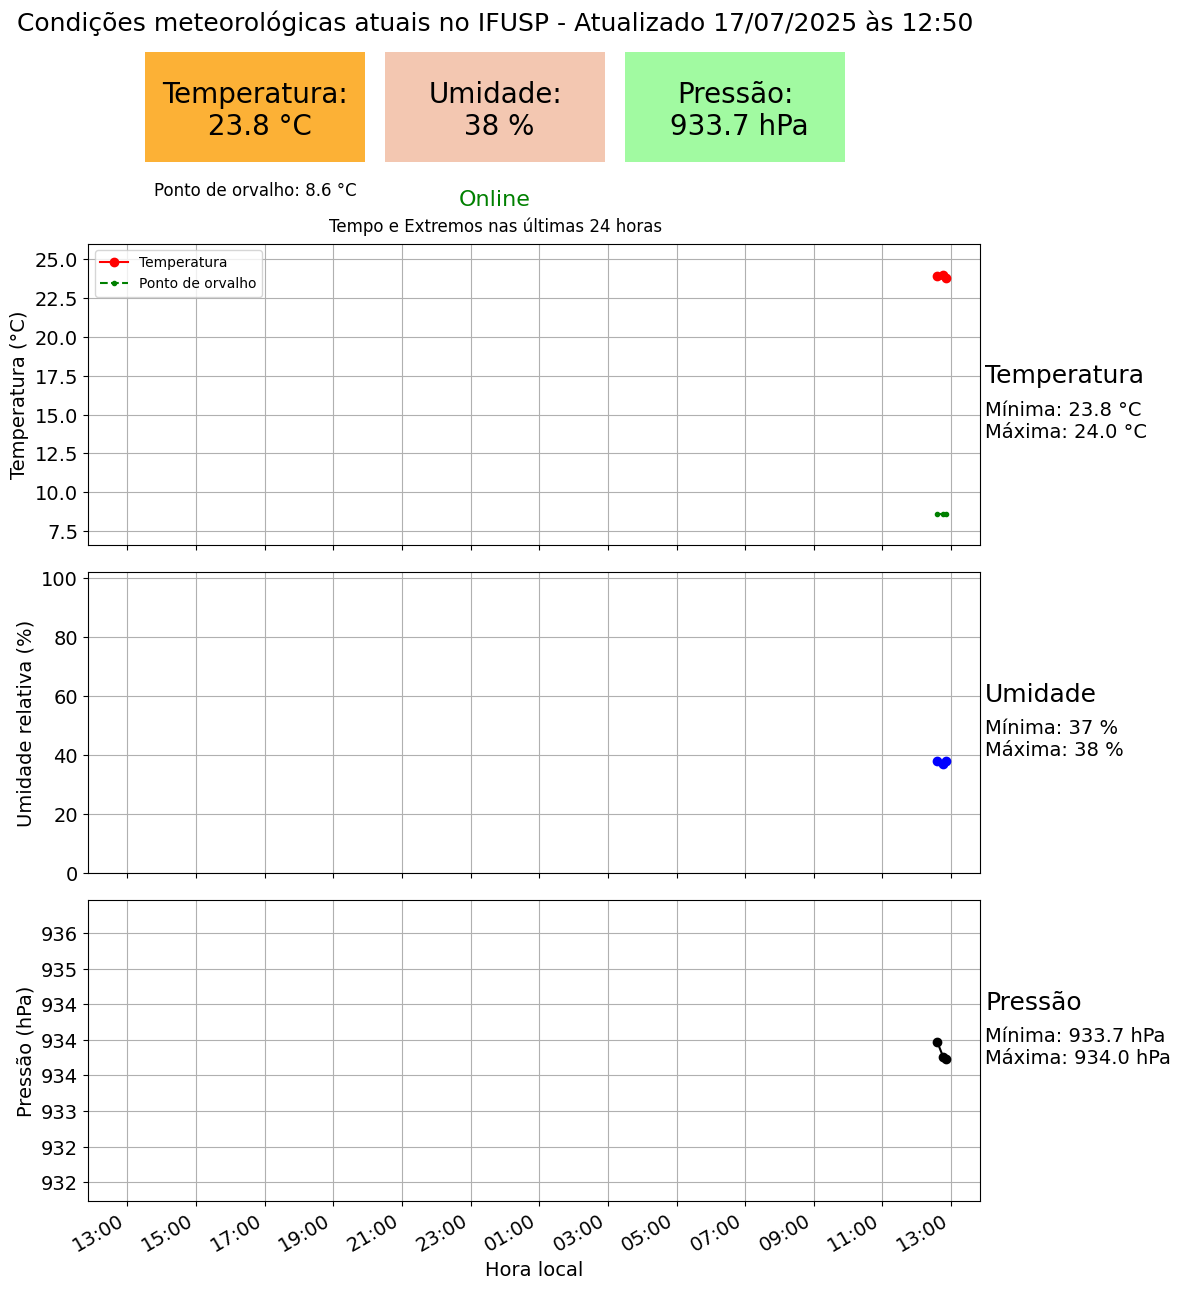 Condições meteorológicas atuais no IFUSP - Atualizado 17/07/2025 às 12:50
Temperatura:
23.8 °C
Umidade:
38 %
Pressão:
933.7 hPa
Ponto de orvalho: 8.6 °C
Online
Tempo e Extremos nas últimas 24 horas
Temperatura
Ponto de orvalho
Temperatura (°C)
25.0
22.5
20.0
17.5
15.0
12.5
10.0
7.5
Temperatura
Mínima: 23.8 °C
Máxima: 24.0 °C
Umidade relativa (%)
100
80
60
40
20
0
Umidade
Mínima: 37 %
Máxima: 38 %
Pressão (hPa)
936
935
934
934
934
933
932
932
Pressão
Mínima: 933.7 hPa
Máxima: 934.0 hPa
13:00 15:00 17:00 19:00 21:00 23:00 01:00 03:00 05:00 07:00 09:00 11:00 13:00
Hora local